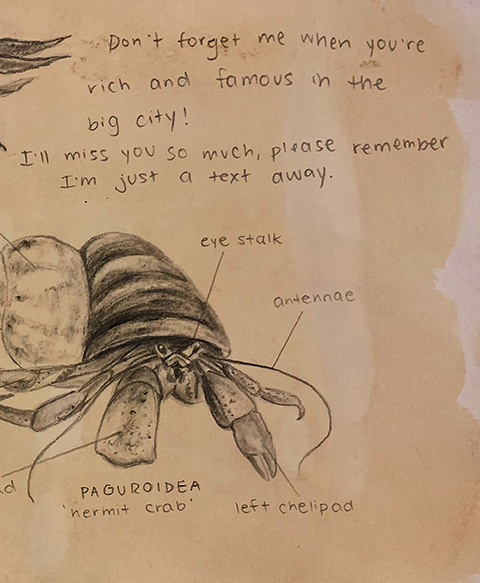 Don't forget me when you're
rich and famous in the
big city!
I'll miss you so much, please remember
I'm just a text away.
eye stalk
antennae
PAGUROIDEA
'hermit crab'
left chelipad